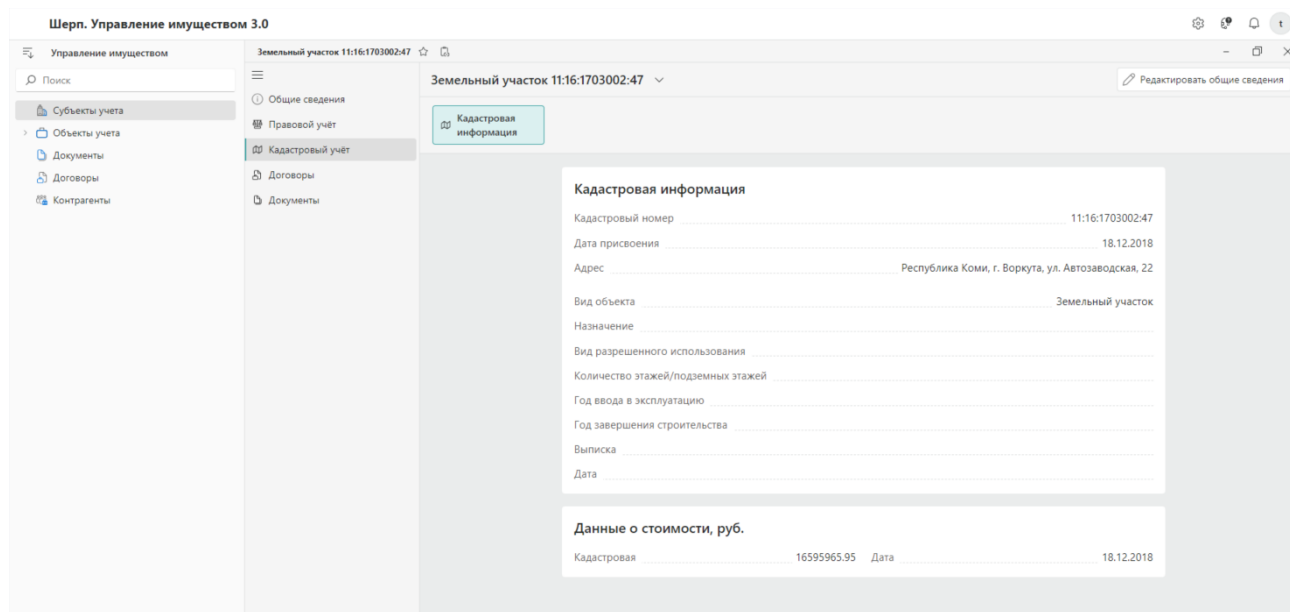 Шерп. Управление имуществом 3.0
t
Управление имуществом
Поиск
Субъекты учета
Объекты учета
Документы
Договоры
Контрагенты
Земельный участок 11:16:1703002:47
Общие сведения
Правовой учёт
Кадастровый учёт
Договоры
Документы
Земельный участок 11:16:1703002:47
Редактировать общие сведения
Кадастровая
информация
Кадастровая информация
Кадастровый номер 11:16:1703002:47
Дата присвоения 18.12.2018
Адрес Республика Коми, г. Воркута, ул. Автозаводская, 22
Вид объекта Земельный участок
Назначение
Вид разрешенного использования
Количество этажей/подземных этажей
Год ввода в эксплуатацию
Год завершения строительства
Выписка
Дата
Данные о стоимости, руб.
Кадастровая 16595965.95 Дата 18.12.2018